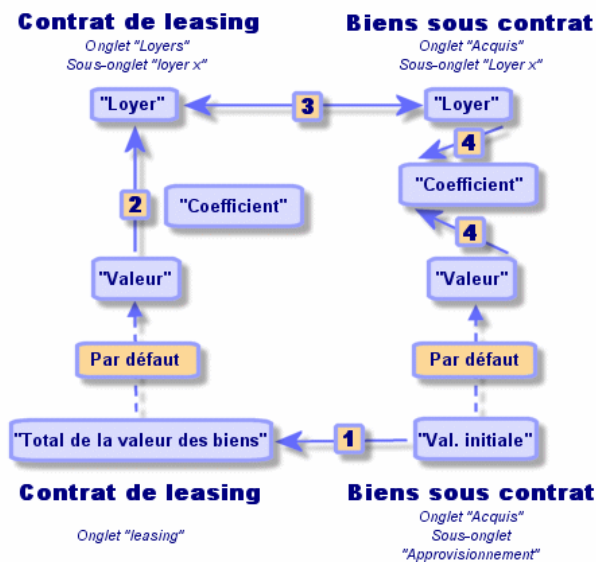 Contrat de leasing
Onglet "Loyers"
Sous-onglet "loyer x"
Biens sous contrat
Onglet "Acquis"
Sous-onglet "Loyer x"
"Loyer"
3
"Loyer"
4
"Coefficient"
2
"Coefficient"
4
"Valeur"
"Valeur"
Par défaut
Par défaut
"Total de la valeur des biens"
1
"Val. initiale"
Contrat de leasing
Onglet "leasing"
Biens sous contrat
Onglet "Acquis"
Sous-onglet
"Approvisionnement"